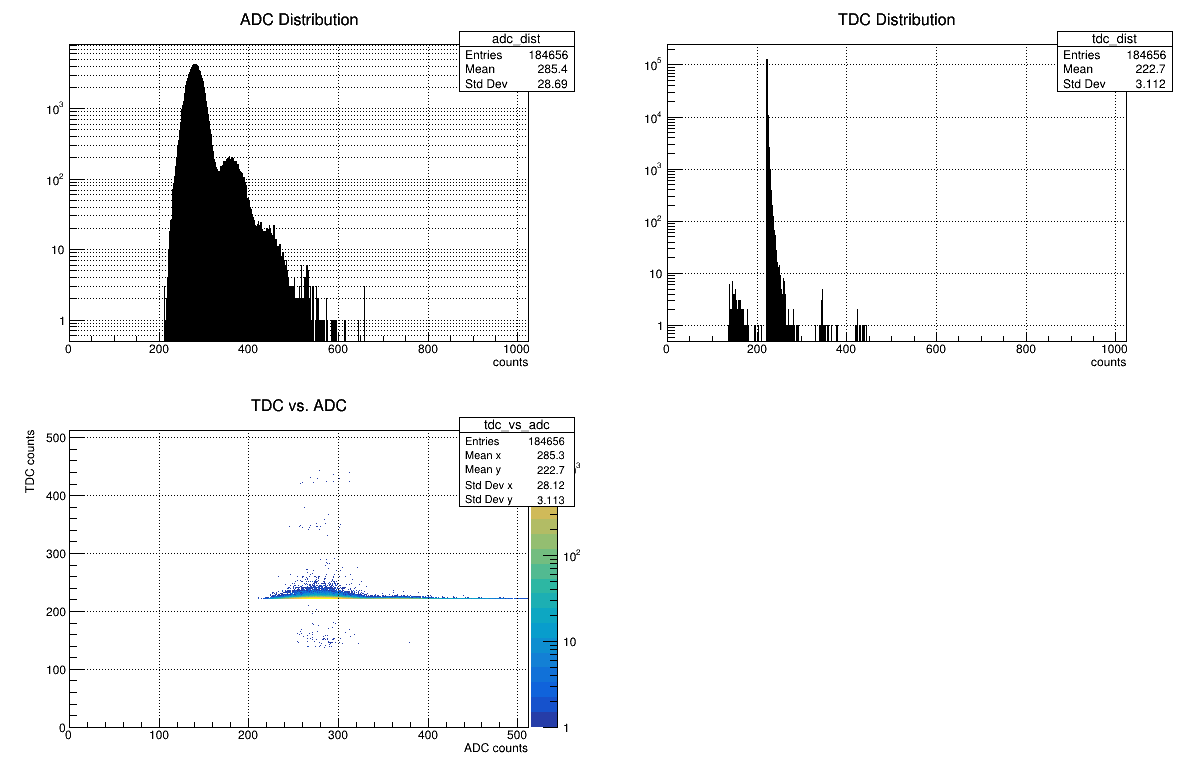 ADC Distribution
adc_dist
Entries 184656
Mean 285.4
Std Dev 28.69
10³
10²
10
1
0 200 400 600 800 1000
counts
TDC Distribution
tdc_dist
Entries 184656
Mean 222.7
Std Dev 3.112
10⁵
10⁴
10³
10²
10
1
0 200 400 600 800 1000
counts
TDC vs. ADC
tdc_vs_adc
Entries 184656
Mean x 285.3
Mean y 222.7
Std Dev x 28.12
Std Dev y 3.113
TDC counts
500
400
300
200
100
0
0 100 200 300 400 500
ADC counts
³
10²
10
1